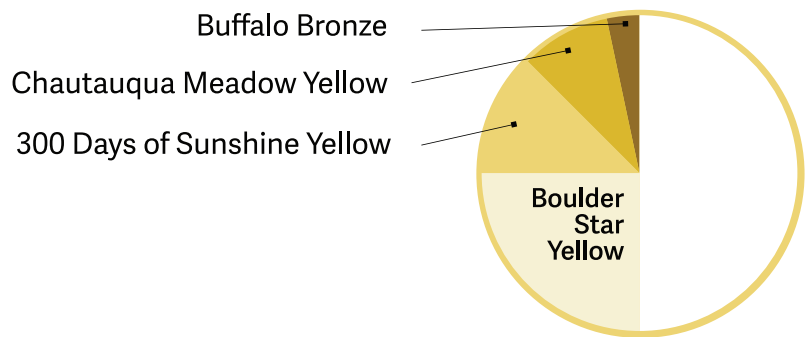 Buffalo Bronze
Chautauqua Meadow Yellow
300 Days of Sunshine Yellow
Boulder
Star
Yellow